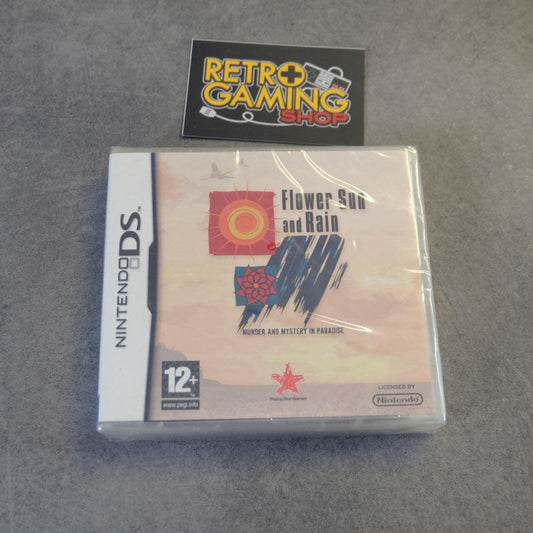 RETRO
GAMING
SHOP
NINTENDO DS™
Flower Sun
and Rain
MURDER AND MYSTERY IN PARADISE
12+
www.pegi.info
Rising Star Games
LICENSED BY
Nintendo